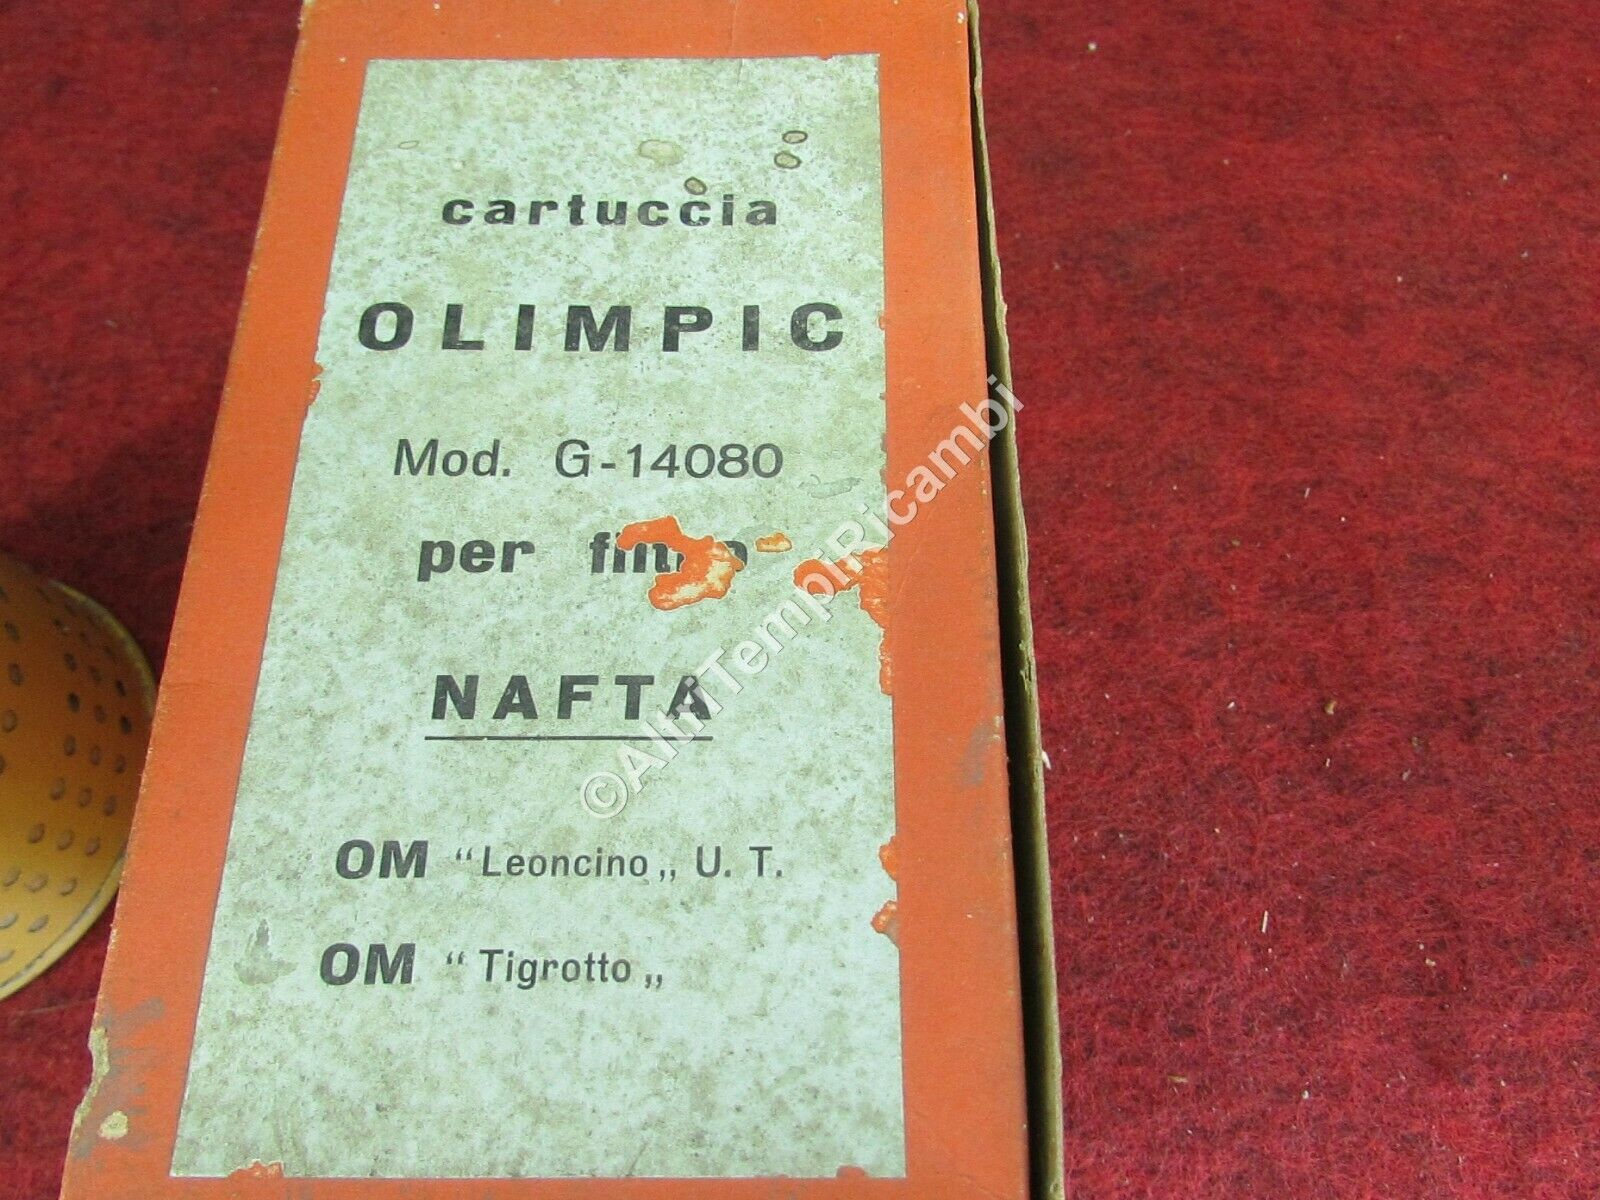 cartuccia
OLIMPIC
Mod. G-14080
per
NAFTA
OM “Leoncino„ U. T.
OM “Tigrotto„
©AltriTempiRicambi